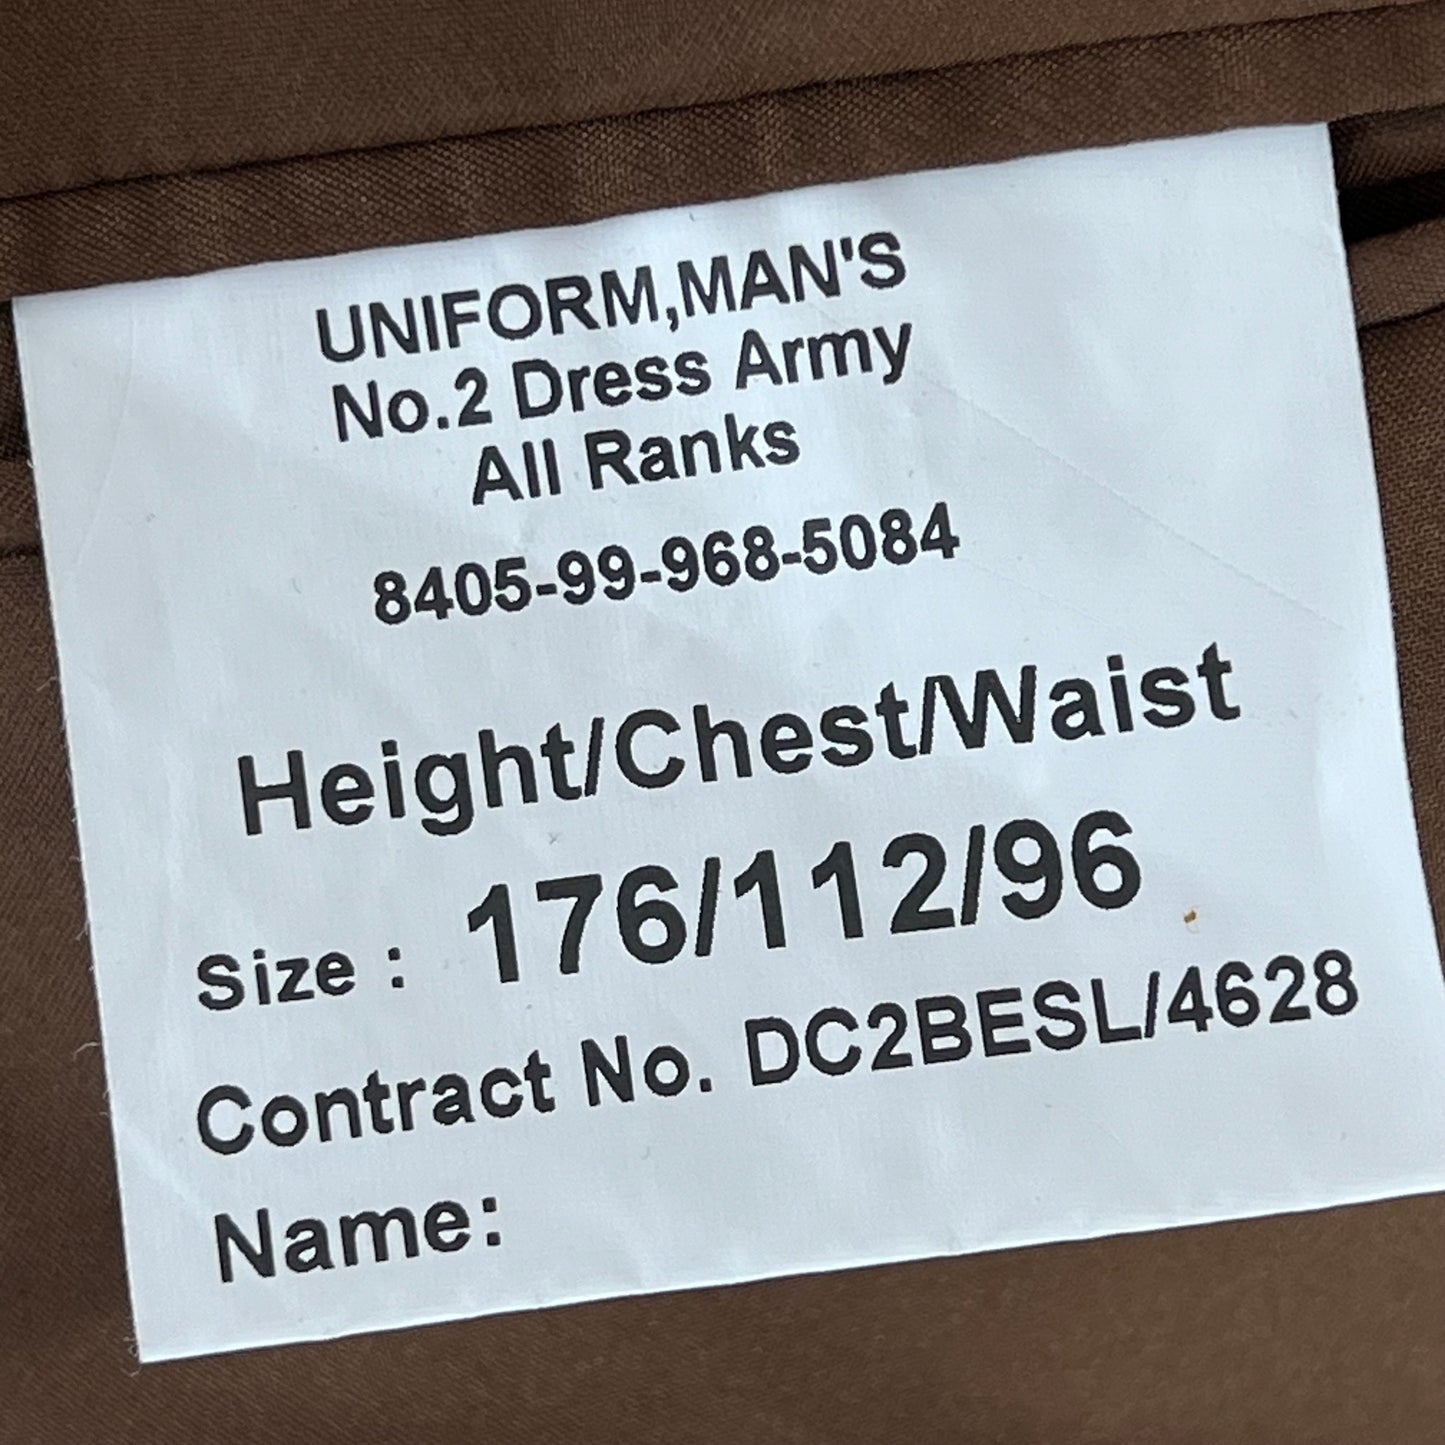 UNIFORM,MAN'S
No.2 Dress Army
All Ranks
8405-99-968-5084
Height/Chest/Waist
Size : 176/112/96
Contract No. DC2BESL/4628
Name: